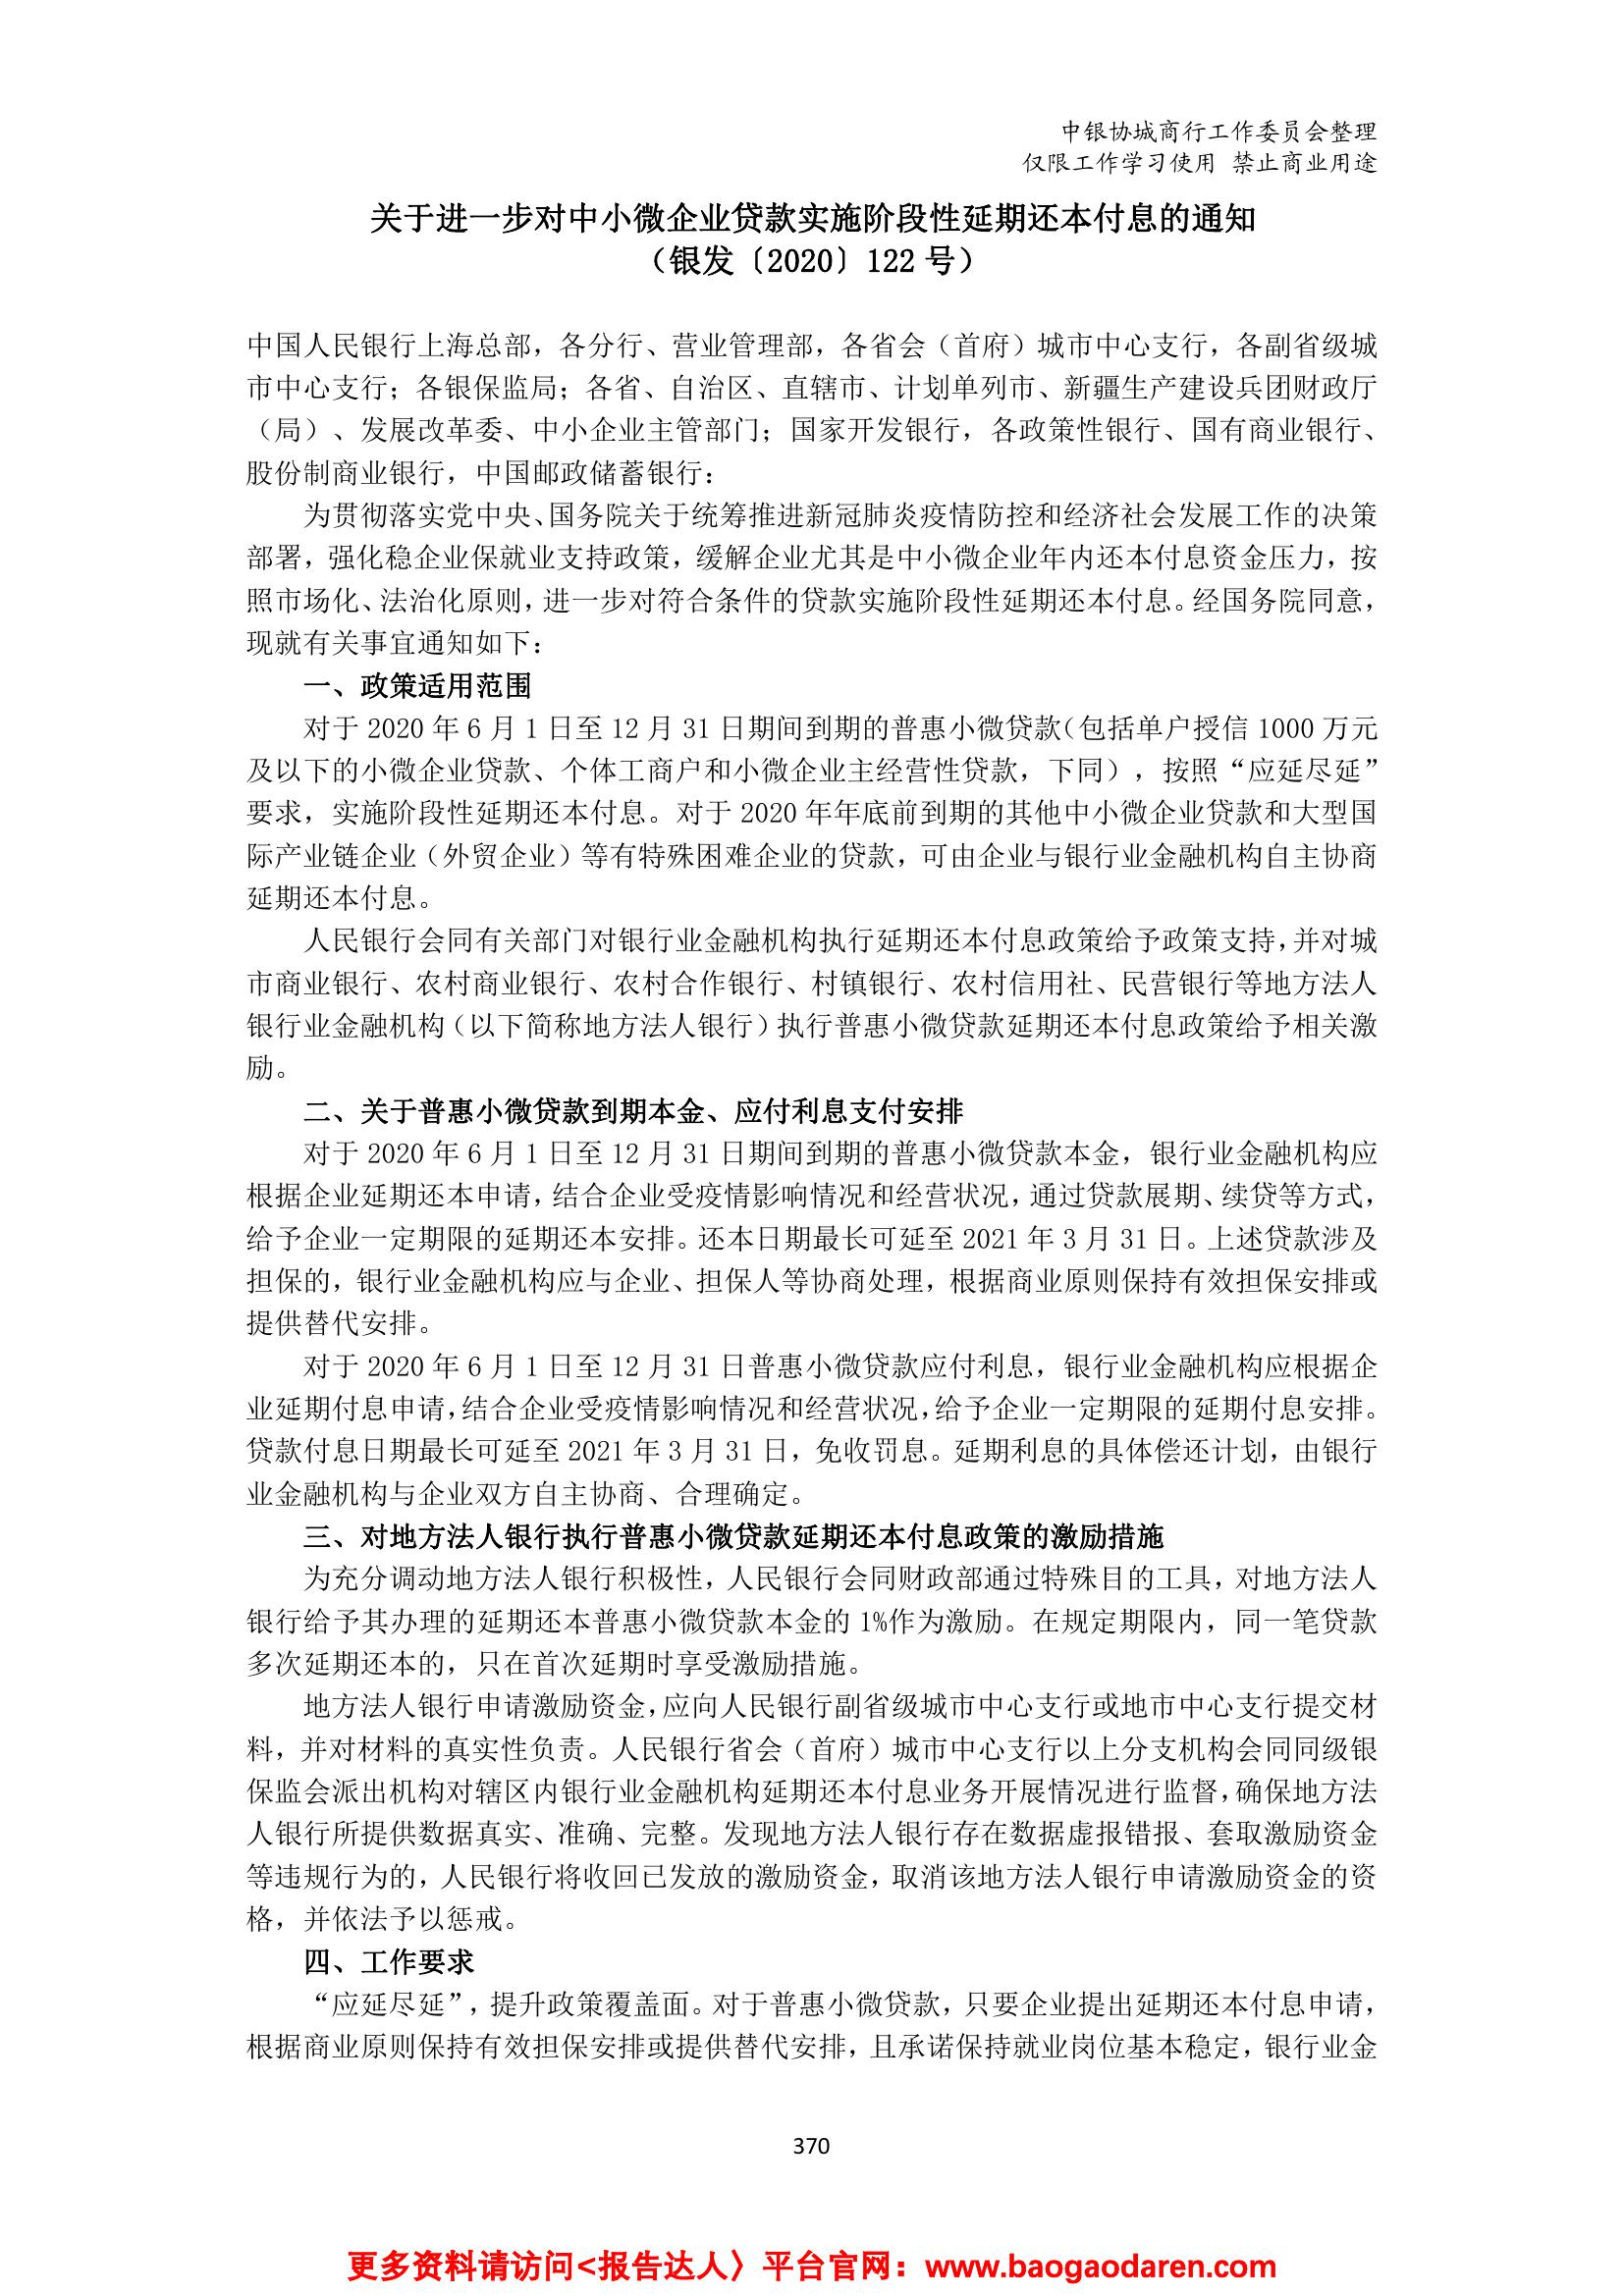 中银协城商行工作委员会整理
仅限工作学习使用 禁止商业用途
关于进一步对中小微企业贷款实施阶段性延期还本付息的通知
（银发〔2020〕122 号）
中国人民银行上海总部，各分行、营业管理部，各省会（首府）城市中心支行，各副省级城
市中心支行；各银保监局；各省、自治区、直辖市、计划单列市、新疆生产建设兵团财政厅
（局）、发展改革委、中小企业主管部门；国家开发银行，各政策性银行、国有商业银行、
股份制商业银行，中国邮政储蓄银行：
为贯彻落实党中央、国务院关于统筹推进新冠肺炎疫情防控和经济社会发展工作的决策
部署，强化稳企业保就业支持政策，缓解企业尤其是中小微企业年内还本付息资金压力，按
照市场化、法治化原则，进一步对符合条件的贷款实施阶段性延期还本付息。经国务院同意，
现就有关事宜通知如下：
一、政策适用范围
对于 2020 年 6 月 1 日至 12 月 31 日期间到期的普惠小微贷款（包括单户授信 1000 万元
及以下的小微企业贷款、个体工商户和小微企业主经营性贷款，下同），按照“应延尽延”
要求，实施阶段性延期还本付息。对于 2020 年年底前到期的其他中小微企业贷款和大型国
际产业链企业（外贸企业）等有特殊困难企业的贷款，可由企业与银行业金融机构自主协商
延期还本付息。
人民银行会同有关部门对银行业金融机构执行延期还本付息政策给予政策支持，并对城
市商业银行、农村商业银行、农村合作银行、村镇银行、农村信用社、民营银行等地方法人
银行业金融机构（以下简称地方法人银行）执行普惠小微贷款延期还本付息政策给予相关激
励。
二、关于普惠小微贷款到期本金、应付利息支付安排
对于 2020 年 6 月 1 日至 12 月 31 日期间到期的普惠小微贷款本金，银行业金融机构应
根据企业延期还本申请，结合企业受疫情影响情况和经营状况，通过贷款展期、续贷等方式，
给予企业一定期限的延期还本安排。还本日期最长可延至 2021 年 3 月 31 日。上述贷款涉及
担保的，银行业金融机构应与企业、担保人等协商处理，根据商业原则保持有效担保安排或
提供替代安排。
对于 2020 年 6 月 1 日至 12 月 31 日普惠小微贷款应付利息，银行业金融机构应根据企
业延期付息申请，结合企业受疫情影响情况和经营状况，给予企业一定期限的延期付息安排。
贷款付息日期最长可延至 2021 年 3 月 31 日，免收罚息。延期利息的具体偿还计划，由银行
业金融机构与企业双方自主协商、合理确定。
三、对地方法人银行执行普惠小微贷款延期还本付息政策的激励措施
为充分调动地方法人银行积极性，人民银行会同财政部通过特殊目的工具，对地方法人
银行给予其办理的延期还本普惠小微贷款本金的 1%作为激励。在规定期限内，同一笔贷款
多次延期还本的，只在首次延期时享受激励措施。
地方法人银行申请激励资金，应向人民银行副省级城市中心支行或地市中心支行提交材
料，并对材料的真实性负责。人民银行省会（首府）城市中心支行以上分支机构会同同级银
保监会派出机构对辖区内银行业金融机构延期还本付息业务开展情况进行监督，确保地方法
人银行所提供数据真实、准确、完整。发现地方法人银行存在数据虚报错报、套取激励资金
等违规行为的，人民银行将收回已发放的激励资金，取消该地方法人银行申请激励资金的资
格，并依法予以惩戒。
四、工作要求
“应延尽延”，提升政策覆盖面。对于普惠小微贷款，只要企业提出延期还本付息申请，
根据商业原则保持有效担保安排或提供替代安排，且承诺保持就业岗位基本稳定，银行业金
370
更多资料请访问<报告达人〉平台官网：www.baogaodaren.com